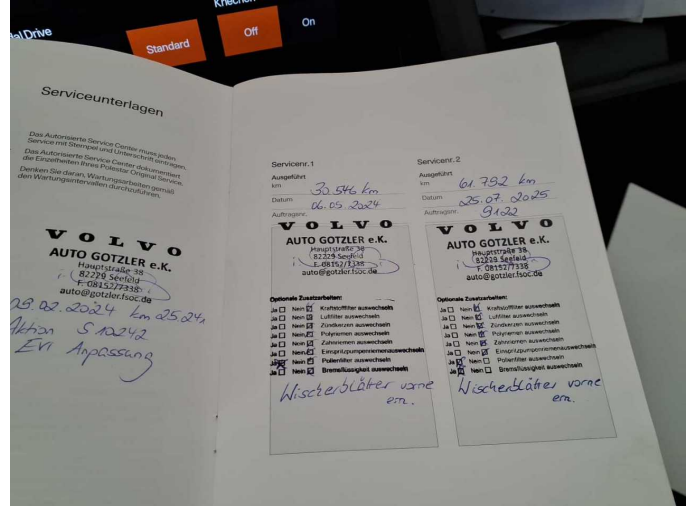 Standard
Off
On
Serviceunterlagen
Das Autorisierte Service Center muss jeden
Service mit Stempel und Unterschrift eintragen.
Das Autorisierte Service Center dokumentiert
die Einzelheiten Ihres Polestar Original Service.
Denken Sie daran, Wartungsarbeiten gemäß
den Wartungsintervallen durchzuführen.
VOLVO
AUTO GOTZLER e.K.
Hauptstraße 38
82229 Seefeld
F. 08152/7338
auto@gotzler.fsoc.de
km 25 24
Aktion S 10242
EVI Anpassung
Servicenr. 1
Ausgeführt
km 30.546 km
Datum 06.05 2024
Auftragsnr.
VOLVO
AUTO GOTZLER e.K.
Hauptstraße 38
82229 Seefeld
F. 08152/7338
auto@gotzler.fsoc.de
Optionale Zusatzarbeiten:
Ja Nein Kraftstofffilter auswechseln
Ja Nein Luftfilter auswechseln
Ja Nein Zündkerzen auswechseln
Ja Nein Polyriemen auswechseln
Ja Nein Zahnriemen auswechseln
Ja Nein Einspritzpumpenriemen auswechseln
Ja Nein Pollenfilter auswechseln
Ja Nein Bremsflüssigkeit auswechseln
Wischerblätter vorne
ern.
Servicenr. 2
Ausgeführt
km 61.792 km
Datum 25.07. 2025
Auftragsnr. 9122
VOLVO
AUTO GOTZLER e.K.
Hauptstraße 38
82229 Seefeld
F. 08152/7338
auto@gotzler.fsoc.de
Optionale Zusatzarbeiten:
Ja Nein Kraftstofffilter auswechseln
Ja Nein Luftfilter auswechseln
Ja Nein Zündkerzen auswechseln
Ja Nein Polyriemen auswechseln
Ja Nein Zahnriemen auswechseln
Ja Nein Einspritzpumpenriemen auswechseln
Ja Nein Pollenfilter auswechseln
Ja Nein Bremsflüssigkeit auswechseln
Wischerblätter vorne
ern.